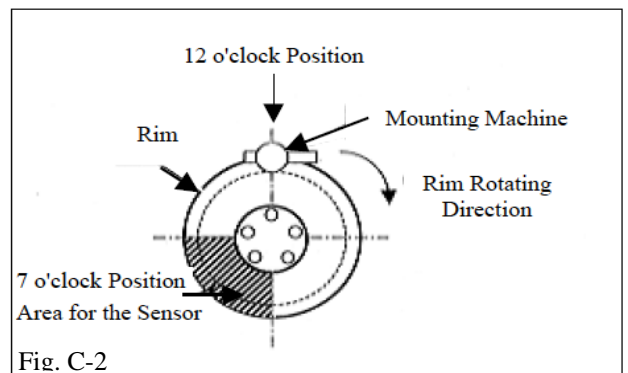 12 o'clock Position
Mounting Machine
Rim
Rim Rotating
Direction
7 o'clock Position
Area for the Sensor
Fig. C-2